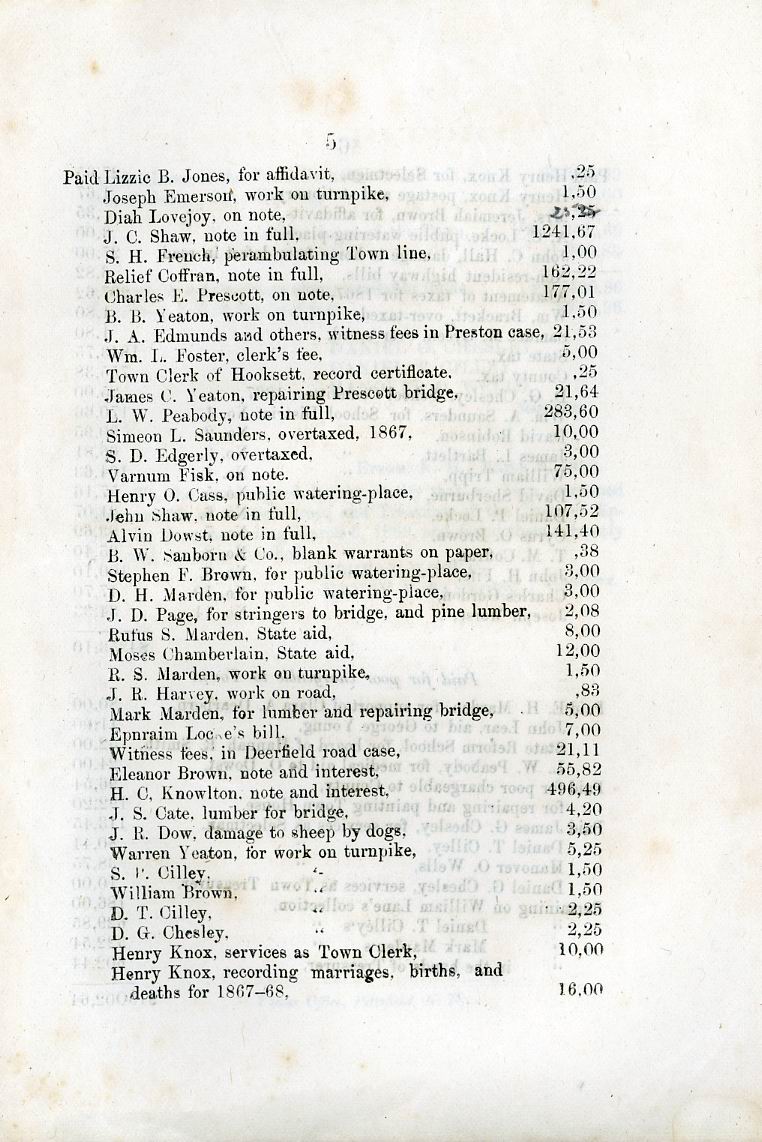 5
Paid Lizzie B. Jones, for affidavit, ,25
Joseph Emerson, work on turnpike, 1,50
Diah Lovejoy, on note,
J. C. Shaw, note in full, 1241,67
S. H. French, perambulating Town line, 1,00
Relief Coffran, note in full, 162,22
Charles E. Prescott, on note, 177,01
B. B. Yeaton, work on turnpike, 1,50
J. A. Edmunds and others, witness fees in Preston case, 21,53
Wm. L. Foster, clerk's fee, 5,00
Town Clerk of Hooksett, record certificate. ,25
James C. Yeaton, repairing Prescott bridge, 21,64
L. W. Peabody, note in full, 283,60
Simeon L. Saunders, overtaxed, 1867, 10,00
S. D. Edgerly, overtaxed, 3,00
Varnum Fisk, on note. 75,00
Henry O. Cass, public watering-place, 1,50
John Shaw, note in full, 107,52
Alvin Dowst, note in full, 141,40
B. W. Sanborn & Co., blank warrants on paper, ,38
Stephen F. Brown, for public watering-place, 3,00
D. H. Marden, for public watering-place, 3,00
J. D. Page, for stringers to bridge, and pine lumber, 2,08
Rufus S. Marden, State aid, 8,00
Moses Chamberlain, State aid, 12,00
R. S. Marden, work on turnpike, 1,50
J. R. Harvey, work on road, ,83
Mark Marden, for lumber and repairing bridge, 5,00
Ephraim Locke's bill. 7,00
Witness fees, in Deerfield road case, 21,11
Eleanor Brown, note and interest, 55,82
H. C, Knowlton, note and interest, 496,49
J. S. Cate, lumber for bridge, 4,20
J. R. Dow, damage to sheep by dogs, 3,50
Warren Yeaton, for work on turnpike, 5,25
S. P. Cilley, " 1,50
William Brown, " 1,50
D. T. Cilley, " 2,25
D. G. Chesley, " 2,25
Henry Knox, services as Town Clerk, 10,00
Henry Knox, recording marriages, births, and
deaths for 1867–68, 16,00